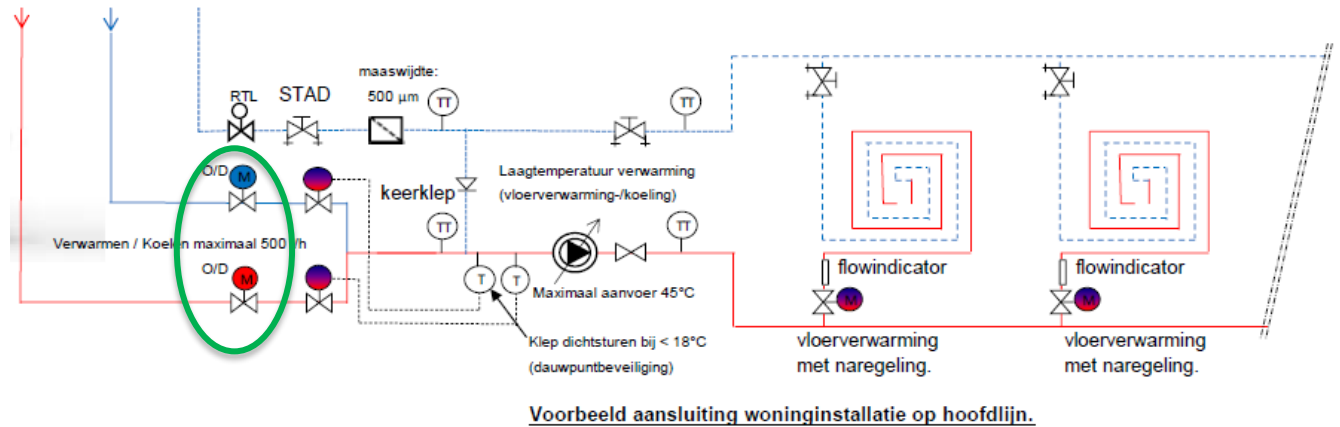 maaswijdte:
RTL STAD 500 µm TT TT
O/D M
keerklep
Laagtemperatuur verwarming
(vloerverwarming-/koeling)
TT TT
Verwarmen / Koelen maximaal 500 /h
O/D M
T T
Maximaal aanvoer 45°C
flowindicator flowindicator
M M
Klep dichtsturen bij < 18°C
(dauwpuntbeveiliging)
vloerverwarming
met naregeling.
vloerverwarming
met naregeling.
Voorbeeld aansluiting woninginstallatie op hoofdlijn.